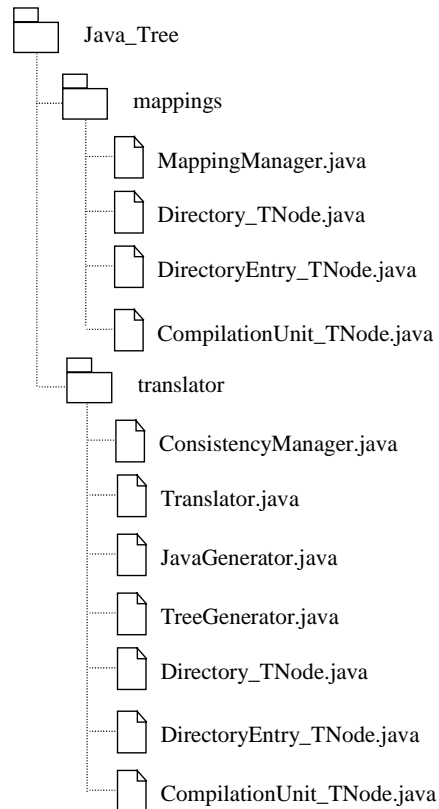 Java_Tree
mappings
MappingManager.java
Directory_TNode.java
DirectoryEntry_TNode.java
CompilationUnit_TNode.java
translator
ConsistencyManager.java
Translator.java
JavaGenerator.java
TreeGenerator.java
Directory_TNode.java
DirectoryEntry_TNode.java
CompilationUnit_TNode.java